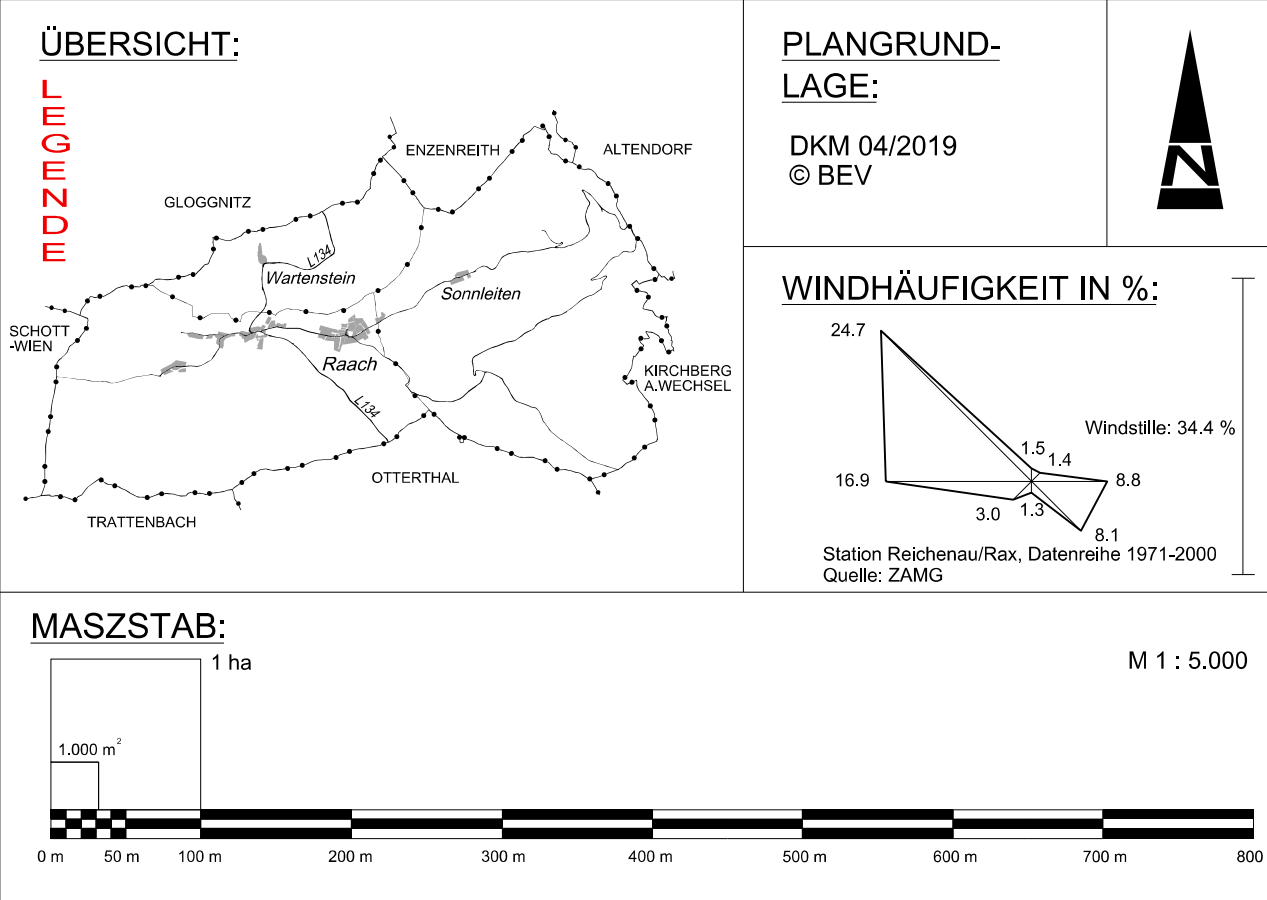 ÜBERSICHT:
LEGENDE
ENZENREITH
ALTENDORF
GLOGGNITZ
L134
Wartenstein
Sonnleiten
SCHOTT
-WIEN
Raach
KIRCHBERG
A.WECHSEL
L134
OTTERTHAL
TRATTENBACH
PLANGRUND-
LAGE:
DKM 04/2019
© BEV
N
WINDHÄUFIGKEIT IN %:
24.7
Windstille: 34.4 %
1.5
1.4
16.9
8.8
3.0
1.3
8.1
Station Reichenau/Rax, Datenreihe 1971-2000
Quelle: ZAMG
MASZSTAB:
1 ha
M 1 : 5.000
1.000 m²
0 m 50 m 100 m 200 m 300 m 400 m 500 m 600 m 700 m 800